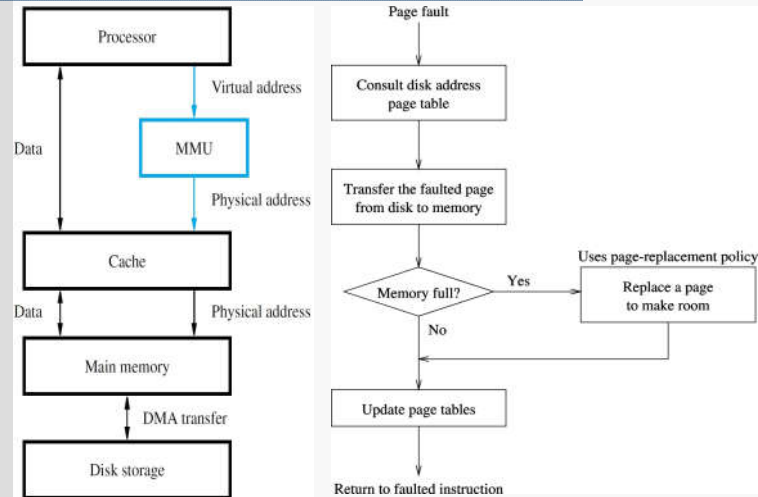 Processor
Virtual address
Data
MMU
Physical address
Cache
Data
Physical address
Main memory
DMA transfer
Disk storage
Page fault
Consult disk address
page table
Transfer the faulted page
from disk to memory
Uses page-replacement policy
Memory full?
Yes
Replace a page
to make room
No
Update page tables
Return to faulted instruction